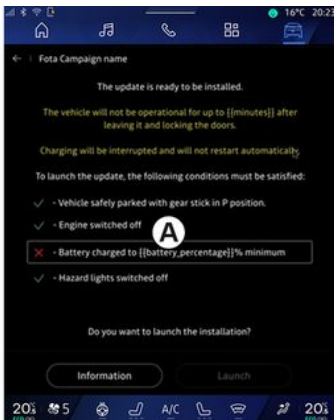 16°C 20:23
Fota Campaign name
The update is ready to be installed.
The vehicle will not be operational for up to {{minutes}} after
leaving it and locking the doors.
Charging will be interrupted and will not restart automatically.
To launch the update, the following conditions must be satisfied:
- Vehicle safely parked with gear stick in P position.
- Engine switched off
A
- Battery charged to {{battery_percentage}}% minimum
- Hazard lights switched off
Do you want to launch the installation?
Information
Launch
20 5 A/C 20